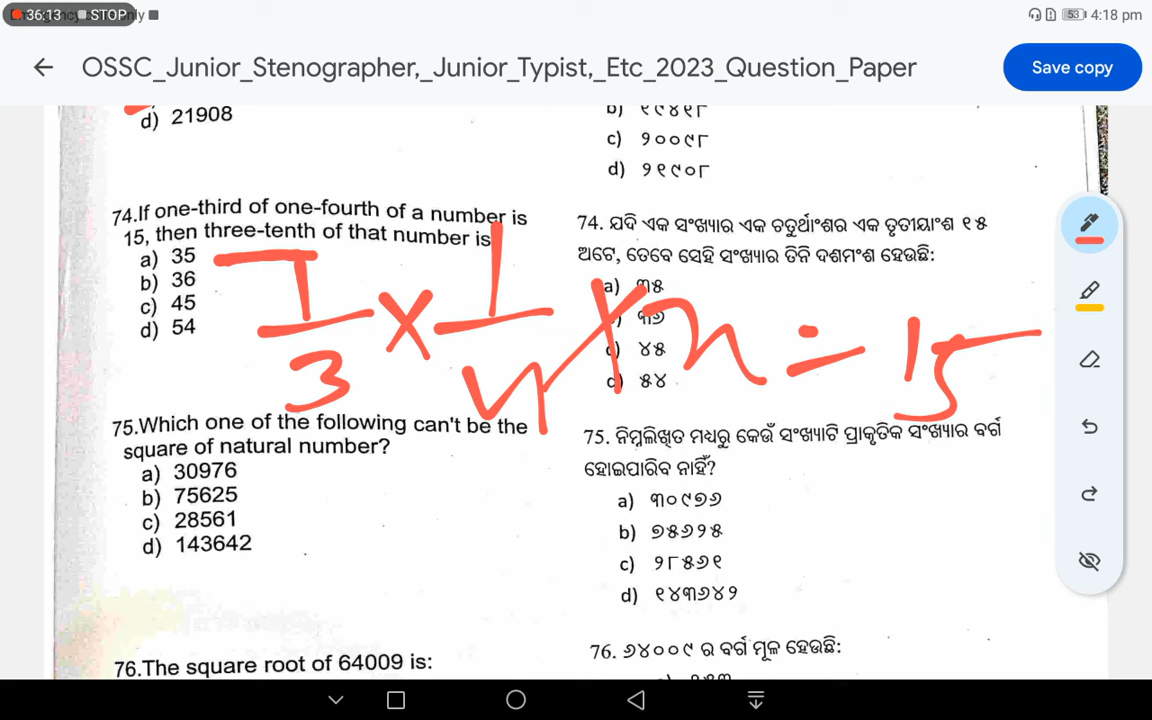 36:13 STOP
53 4:18 pm
OSSC_Junior_Stenographer,_Junior_Typist,_Etc_2023_Question_Paper
Save copy
d) 21908
74.If one-third of one-fourth of a number is
15, then three-tenth of that number is
a) 35
b) 36
c) 45
d) 54
75.Which one of the following can't be the
square of natural number?
a) 30976
b) 75625
c) 28561
d) 143642
76.The square root of 64009 is:
b) ୧୯୪୧୮
c) ୨୦୦୯୮
d) ୨୧୯୦୮
74. ଯଦି ଏକ ସଂଖ୍ୟାର ଏକ ଚତୁର୍ଥାଂଶର ଏକ ତୃତୀୟାଂଶ ୧୫
ଅଟେ, ତେବେ ସେହି ସଂଖ୍ୟାର ତିନି ଦଶମଂଶ ହେଉଛି:
a) ୩୫
୩୬
୪୫
୫୪
75. ନିମ୍ନଲିଖିତ ମଧ୍ୟରୁ କେଉଁ ସଂଖ୍ୟାଟି ପ୍ରାକୃତିକ ସଂଖ୍ୟାର ବର୍ଗ
ହୋଇପାରିବ ନାହିଁ?
a) ୩୦୯୭୬
b) ୭୫୬୨୫
c) ୨୮୫୬୧
d) ୧୪୩୬୪୨
76. ୬୪୦୦୯ ର ବର୍ଗ ମୂଳ ହେଉଛି:
1/3 × 1/4 × n = 15